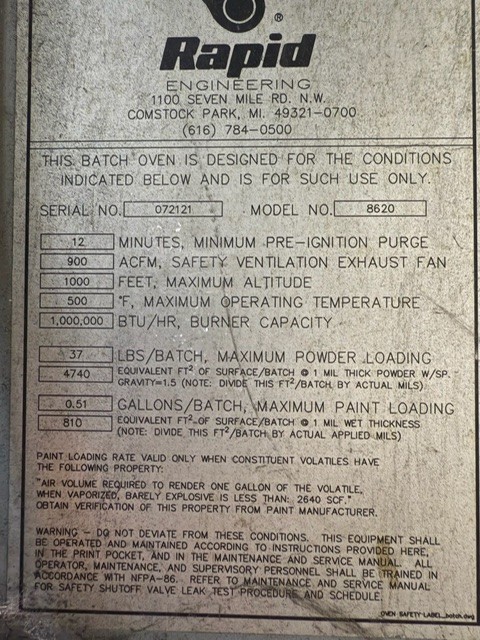 ®
Rapid
ENGINEERING
1100 SEVEN MILE RD. N.W.
COMSTOCK PARK, MI. 49321-0700
(616) 784-0500
THIS BATCH OVEN IS DESIGNED FOR THE CONDITIONS
INDICATED BELOW AND IS FOR SUCH USE ONLY.
SERIAL NO. 072121 MODEL NO. 8620
12 MINUTES, MINIMUM PRE-IGNITION PURGE
900 ACFM, SAFETY VENTILATION EXHAUST FAN
1000 FEET, MAXIMUM ALTITUDE
500 °F, MAXIMUM OPERATING TEMPERATURE
1,000,000 BTU/HR, BURNER CAPACITY
37 LBS/BATCH, MAXIMUM POWDER LOADING
4740 EQUIVALENT FT² OF SURFACE/BATCH @ 1 MIL THICK POWDER W/SP.
GRAVITY=1.5 (NOTE: DIVIDE THIS FT²/BATCH BY ACTUAL MILS)
0.51 GALLONS/BATCH, MAXIMUM PAINT LOADING
810 EQUIVALENT FT² OF SURFACE/BATCH @ 1 MIL WET THICKNESS
(NOTE: DIVIDE THIS FT²/BATCH BY ACTUAL APPLIED MILS)
PAINT LOADING RATE VALID ONLY WHEN CONSTITUENT VOLATILES HAVE
THE FOLLOWING PROPERTY:
"AIR VOLUME REQUIRED TO RENDER ONE GALLON OF THE VOLATILE,
WHEN VAPORIZED, BARELY EXPLOSIVE IS LESS THAN: 2640 SCF."
OBTAIN VERIFICATION OF THIS PROPERTY FROM PAINT MANUFACTURER.
WARNING - DO NOT DEVIATE FROM THESE CONDITIONS. THIS EQUIPMENT SHALL
BE OPERATED AND MAINTAINED ACCORDING TO INSTRUCTIONS PROVIDED HERE,
IN THE PRINT POCKET, AND IN THE MAINTENANCE AND SERVICE MANUAL. ALL
OPERATOR, MAINTENANCE, AND SUPERVISORY PERSONNEL SHALL BE TRAINED IN
ACCORDANCE WITH NFPA-86. REFER TO MAINTENANCE AND SERVICE MANUAL
FOR SAFETY SHUTOFF VALVE LEAK TEST PROCEDURE AND SCHEDULE.
OVEN SAFETY-LABEL_batch.dwg